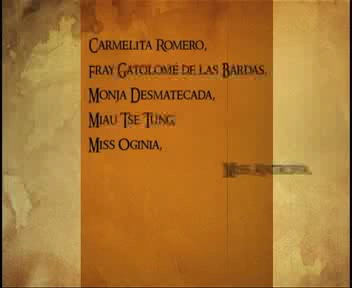 Carmelita Romero,
fray Gatolomé de las Bardas,
Monja Desmatecada,
Miau Tse Tung,
Miss Oginia,